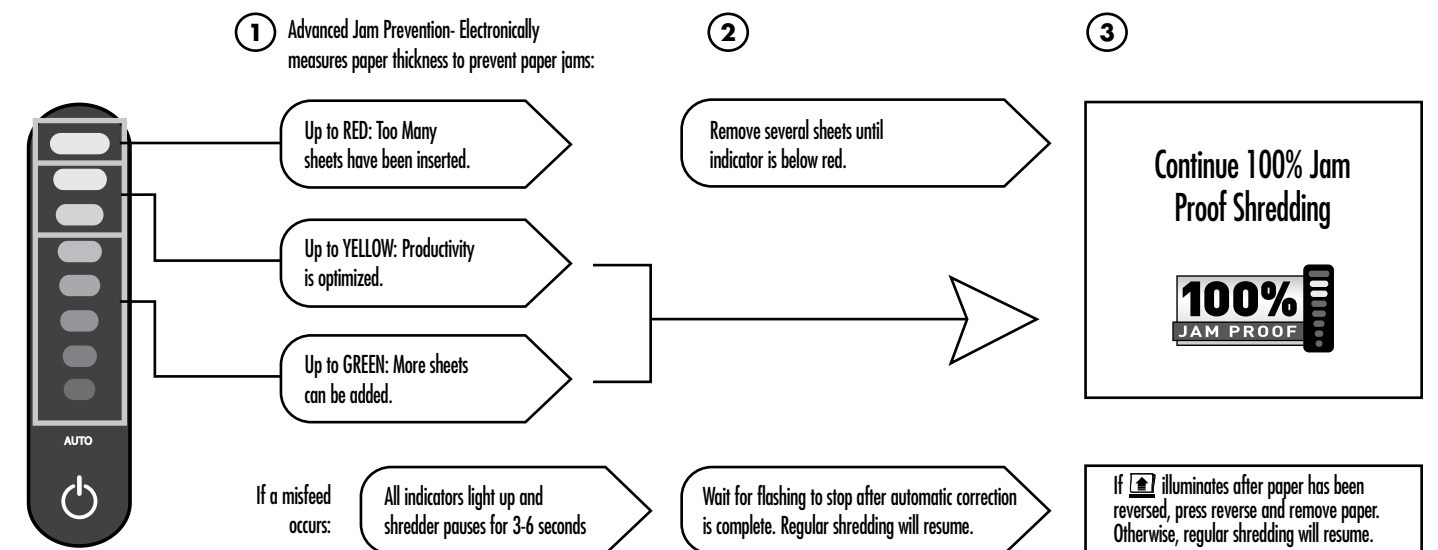 1
Advanced Jam Prevention- Electronically
measures paper thickness to prevent paper jams:
2
3
Up to RED: Too Many
sheets have been inserted.
Remove several sheets until
indicator is below red.
Continue 100% Jam
Proof Shredding
Up to YELLOW: Productivity
is optimized.
100%
JAM PROOF
Up to GREEN: More sheets
can be added.
AUTO
If a misfeed
occurs:
All indicators light up and
shredder pauses for 3-6 seconds
Wait for flashing to stop after automatic correction
is complete. Regular shredding will resume.
If illuminates after paper has been
reversed, press reverse and remove paper.
Otherwise, regular shredding will resume.